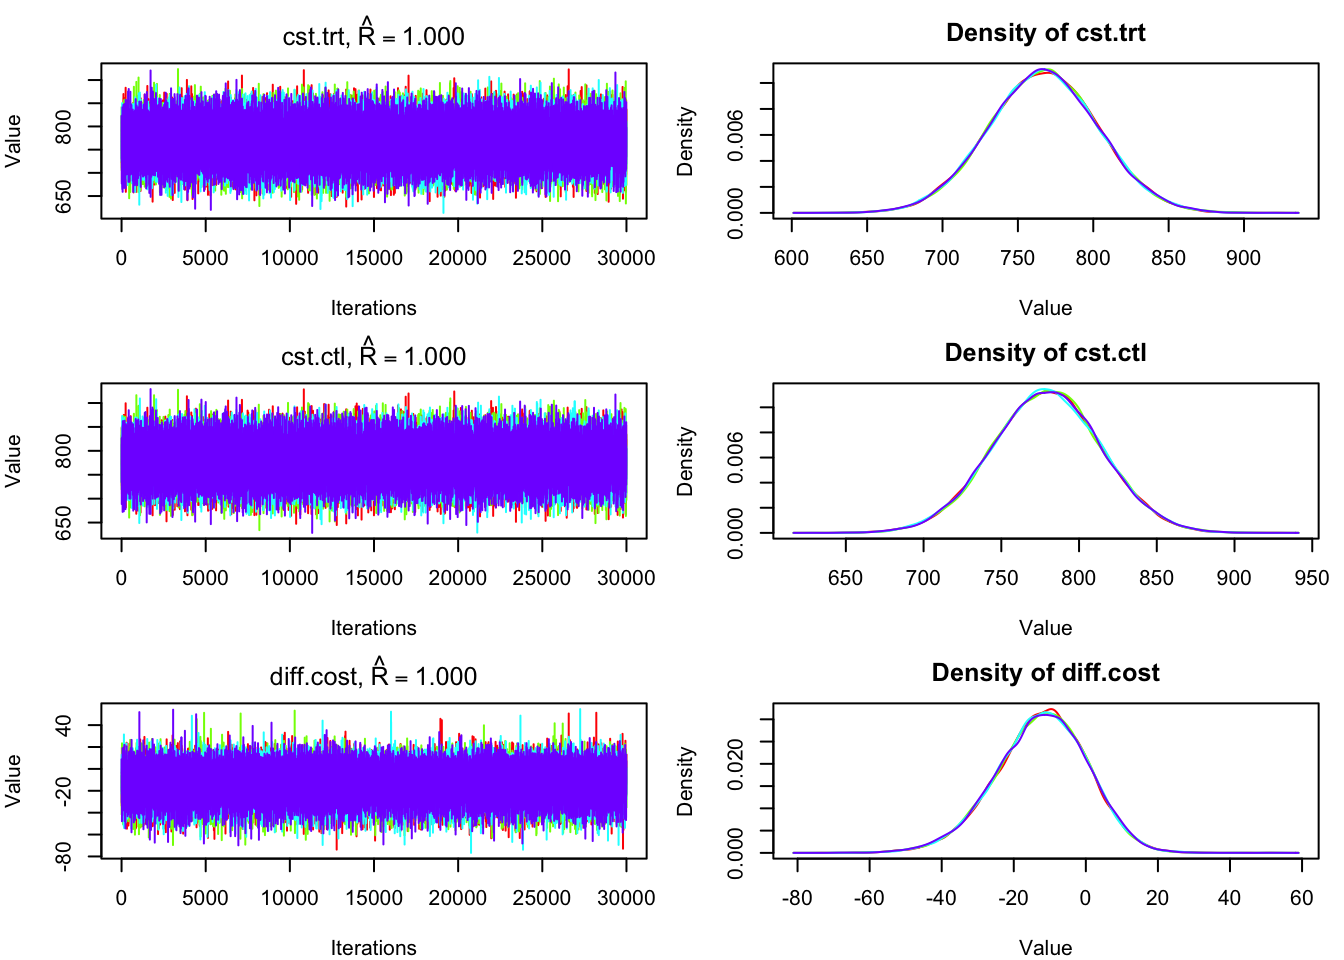 cst.trt, R̂ = 1.000
Value
800
650
0 5000 10000 15000 20000 25000 30000
Iterations
Density of cst.trt
Density
0.006
0.000
600 650 700 750 800 850 900
Value
cst.ctl, R̂ = 1.000
Value
800
650
0 5000 10000 15000 20000 25000 30000
Iterations
Density of cst.ctl
Density
0.006
0.000
650 700 750 800 850 900 950
Value
diff.cost, R̂ = 1.000
Value
40
-20
-80
0 5000 10000 15000 20000 25000 30000
Iterations
Density of diff.cost
Density
0.020
0.000
-80 -60 -40 -20 0 20 40 60
Value